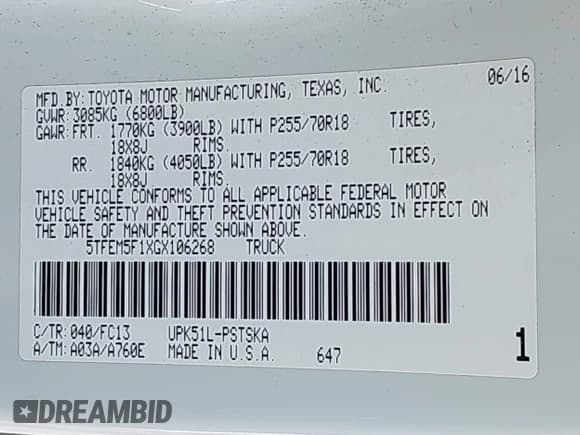 06/16
MFD.BY:TOYOTA MOTOR MANUFACTURING, TEXAS, INC.
GVWR:3085KG (6800LB)
GAWR:FRT. 1770KG (3900LB) WITH P255/70R18 TIRES,
18X8J RIMS.
RR. 1840KG (4050LB) WITH P255/70R18 TIRES,
18X8J RIMS.
THIS VEHICLE CONFORMS TO ALL APPLICABLE FEDERAL MOTOR
VEHICLE SAFETY AND THEFT PREVENTION STANDARDS IN EFFECT ON
THE DATE OF MANUFACTURE SHOWN ABOVE.
5TFEM5F1XGX106268 TRUCK
C/TR:040/FC13 UPK51L-PSTSKA
A/TM:A03A/A760E MADE IN U.S.A. 647 1
DREAMBID